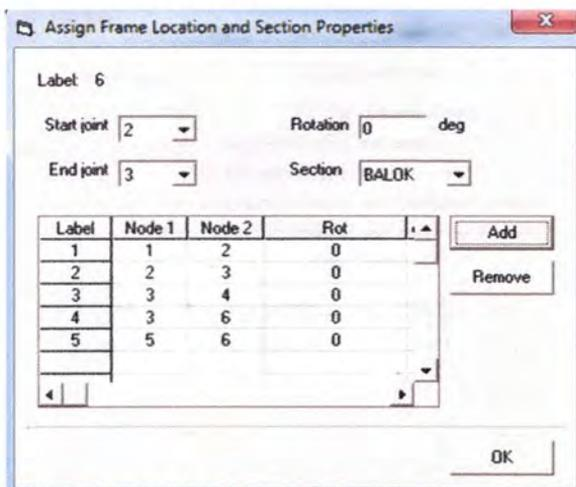 Assign Frame Location and Section Properties
Label: 6
Start joint 2 Rotation 0 deg
End joint 3 Section BALOK
Label Node 1 Node 2 Rot
1 1 2 0
2 2 3 0
3 3 4 0
4 3 6 0
5 5 6 0
Add
Remove
OK